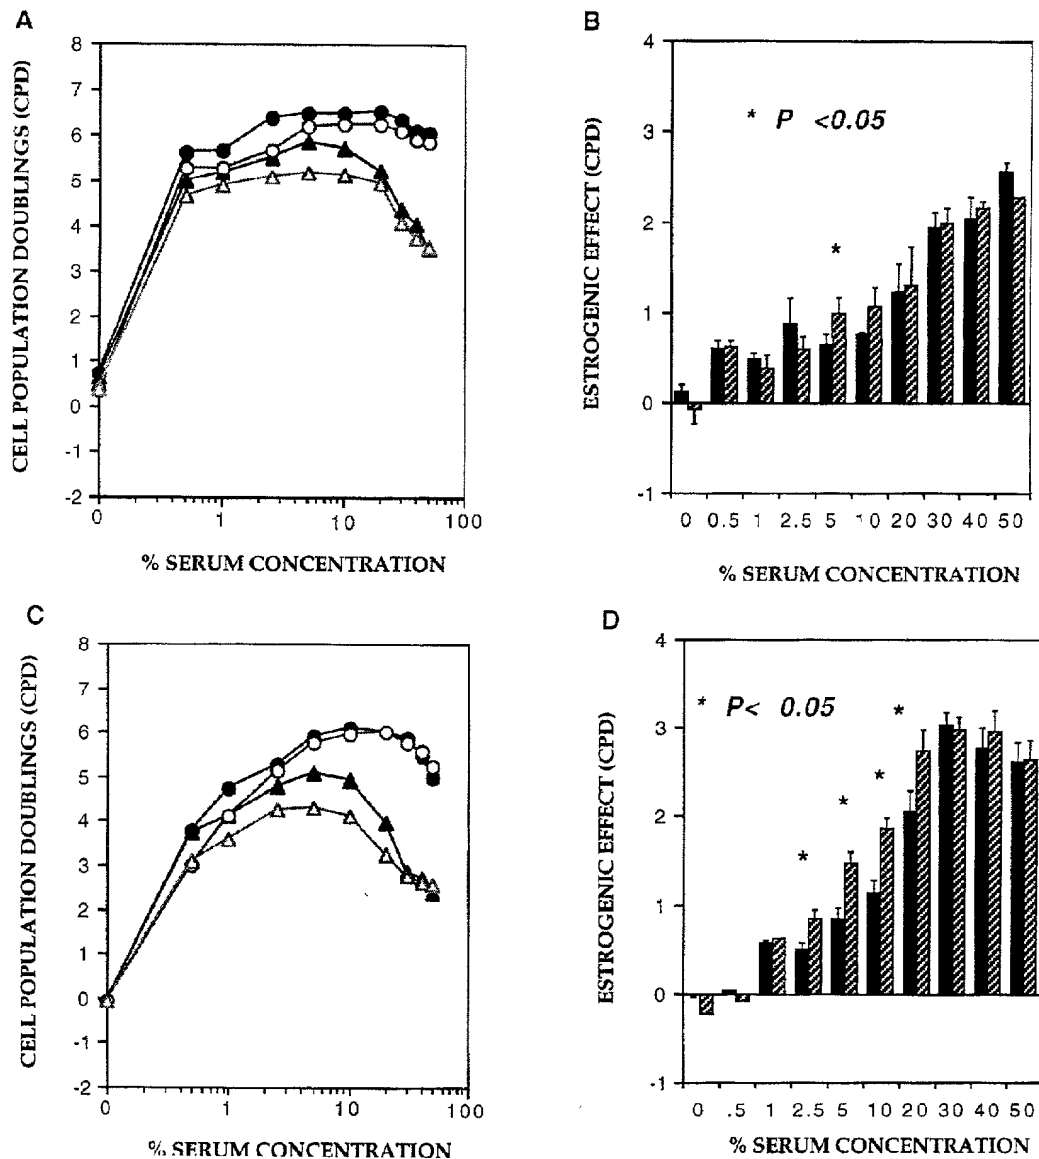 A
8
7
6
5
4
3
2
1
0
-1
-2
CELL POPULATION DOUBLINGS (CPD)
0 1 10 100
% SERUM CONCENTRATION
B
4
3
2
1
0
-1
ESTROGENIC EFFECT (CPD)
* P <0.05
*
0 0.5 1 2.5 5 10 20 30 40 50
% SERUM CONCENTRATION
C
8
7
6
5
4
3
2
1
0
-1
-2
CELL POPULATION DOUBLINGS (CPD)
0 1 10 100
% SERUM CONCENTRATION
D
4
3
2
1
0
-1
ESTROGENIC EFFECT (CPD)
* P< 0.05
* * * *
0 .5 1 2.5 5 10 20 30 40 50
% SERUM CONCENTRATION